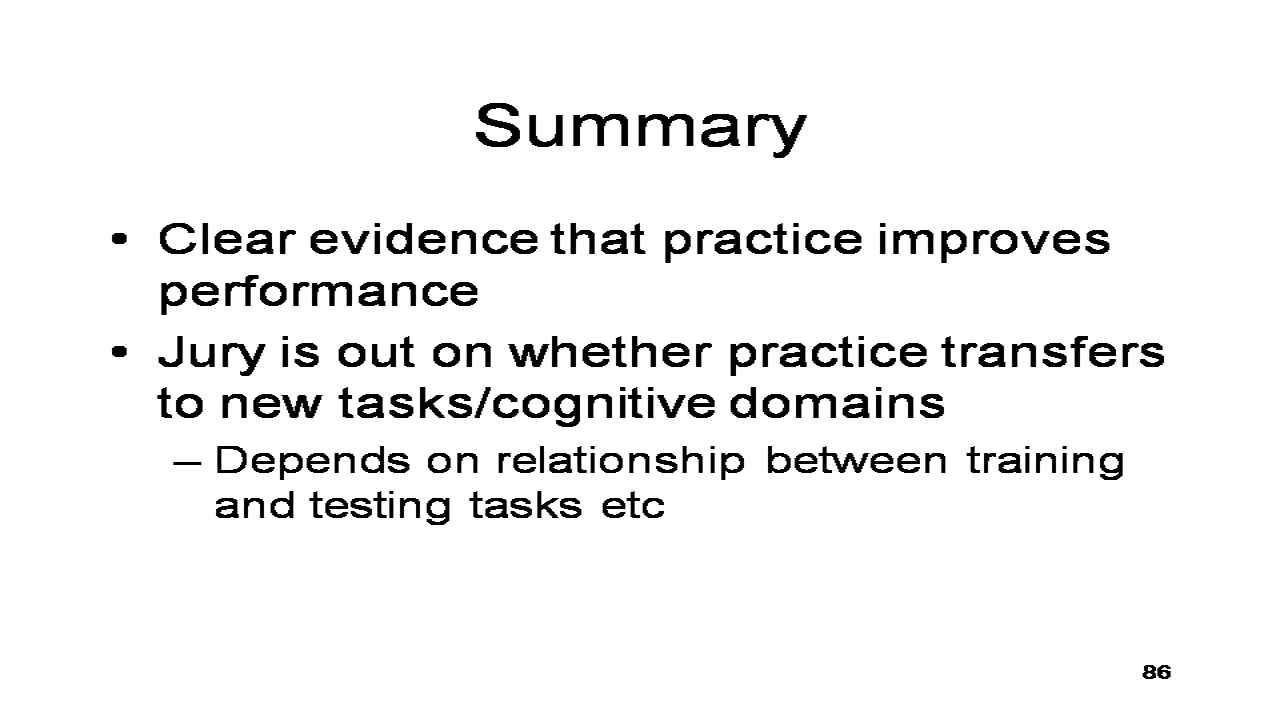 Summary
• Clear evidence that practice improves
performance
• Jury is out on whether practice transfers
to new tasks/cognitive domains
– Depends on relationship between training
and testing tasks etc
86